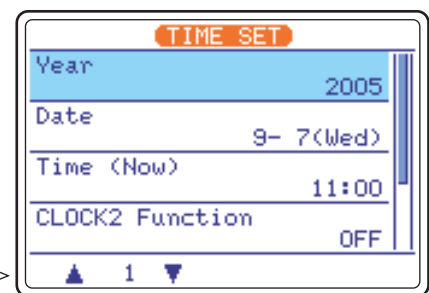 TIME SET
Year
2005
Date
9- 7(Wed)
Time (Now)
11:00
CLOCK2 Function
OFF
▲ 1 ▼